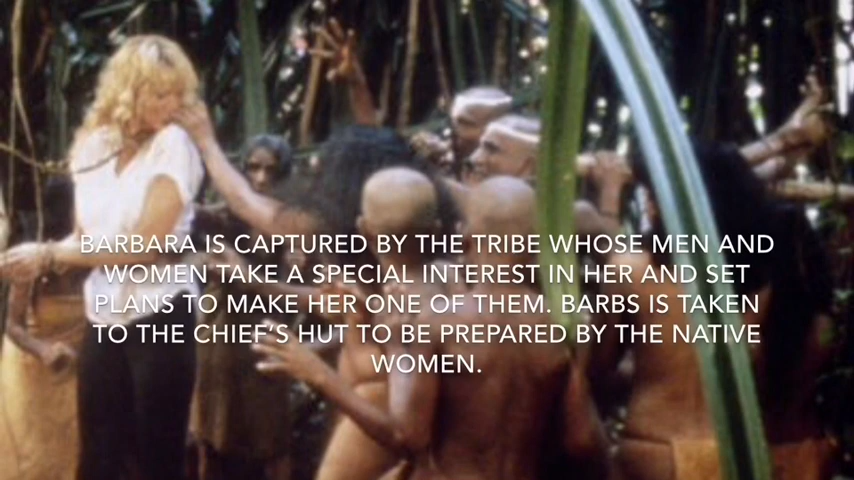 BARBARA IS CAPTURED BY THE TRIBE WHOSE MEN AND
WOMEN TAKE A SPECIAL INTEREST IN HER AND SET
PLANS TO MAKE HER ONE OF THEM. BARBS IS TAKEN
TO THE CHIEF'S HUT TO BE PREPARED BY THE NATIVE
WOMEN.